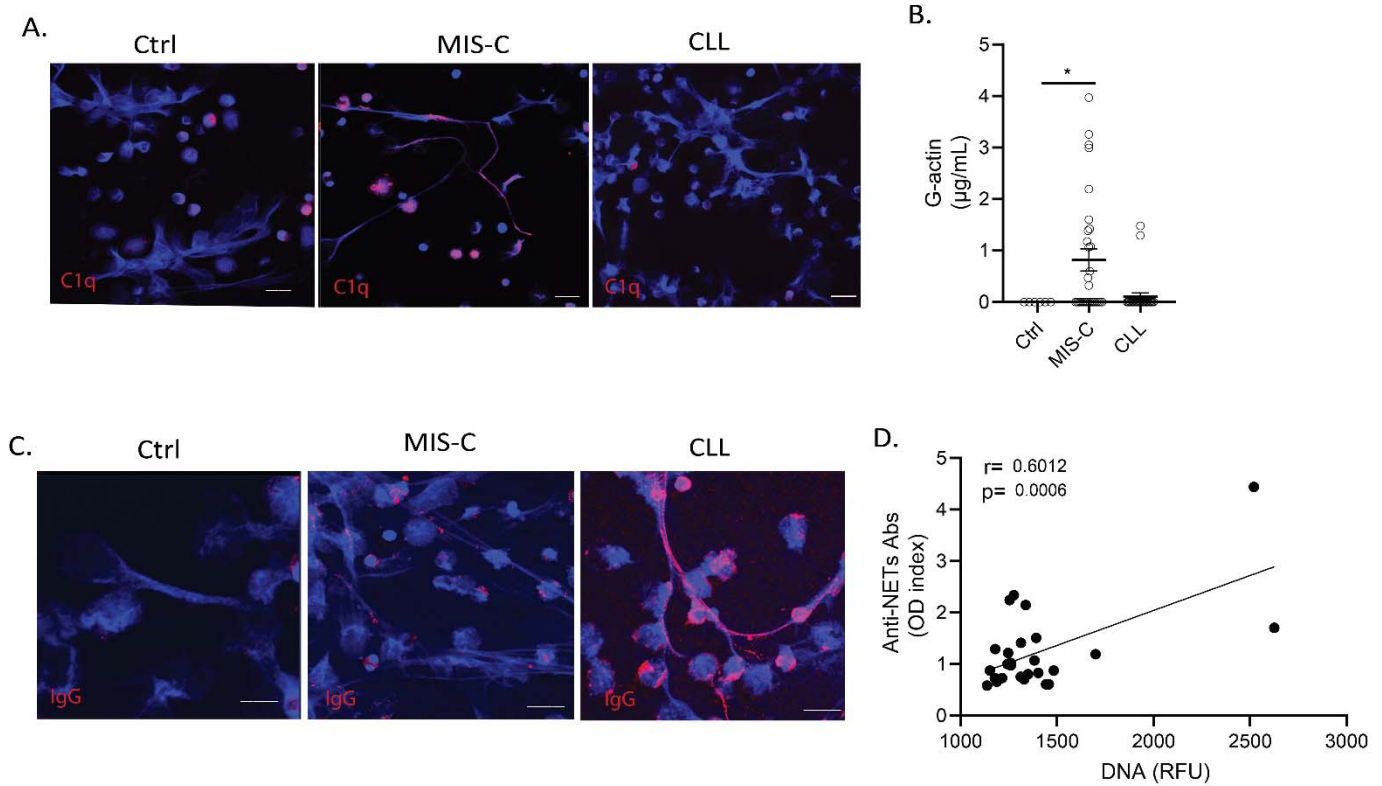 A.
Ctrl
MIS-C
CLL
C1q
C1q
C1q
B.
5
4
3
2
1
0
G-actin
(µg/mL)
*
Ctrl
MIS-C
CLL
C.
Ctrl
MIS-C
CLL
IgG
IgG
IgG
D.
r= 0.6012
p= 0.0006
5
4
3
2
1
0
Anti-NETs Abs
(OD index)
1000
1500
2000
2500
3000
DNA (RFU)